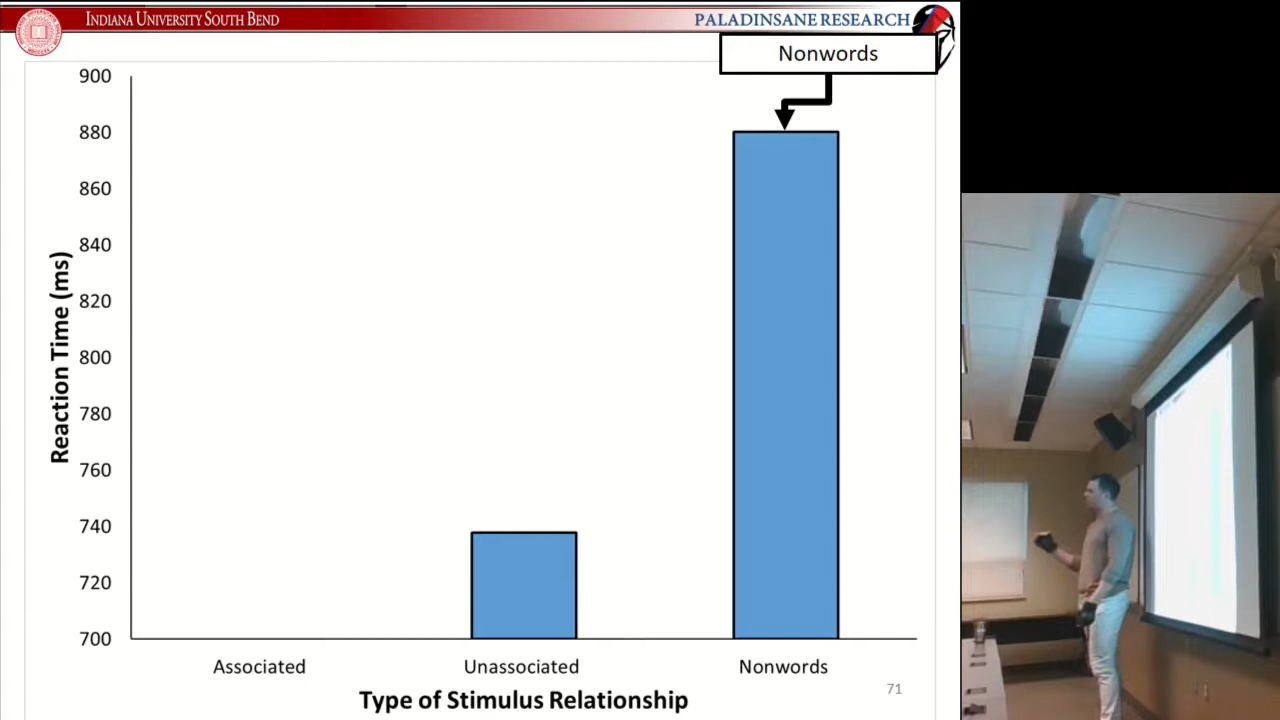 INDIANA UNIVERSITY SOUTH BEND
PALADINSANE RESEARCH
Nonwords
900
880
860
840
820
800
780
760
740
720
700
Reaction Time (ms)
Associated
Unassociated
Nonwords
Type of Stimulus Relationship
71